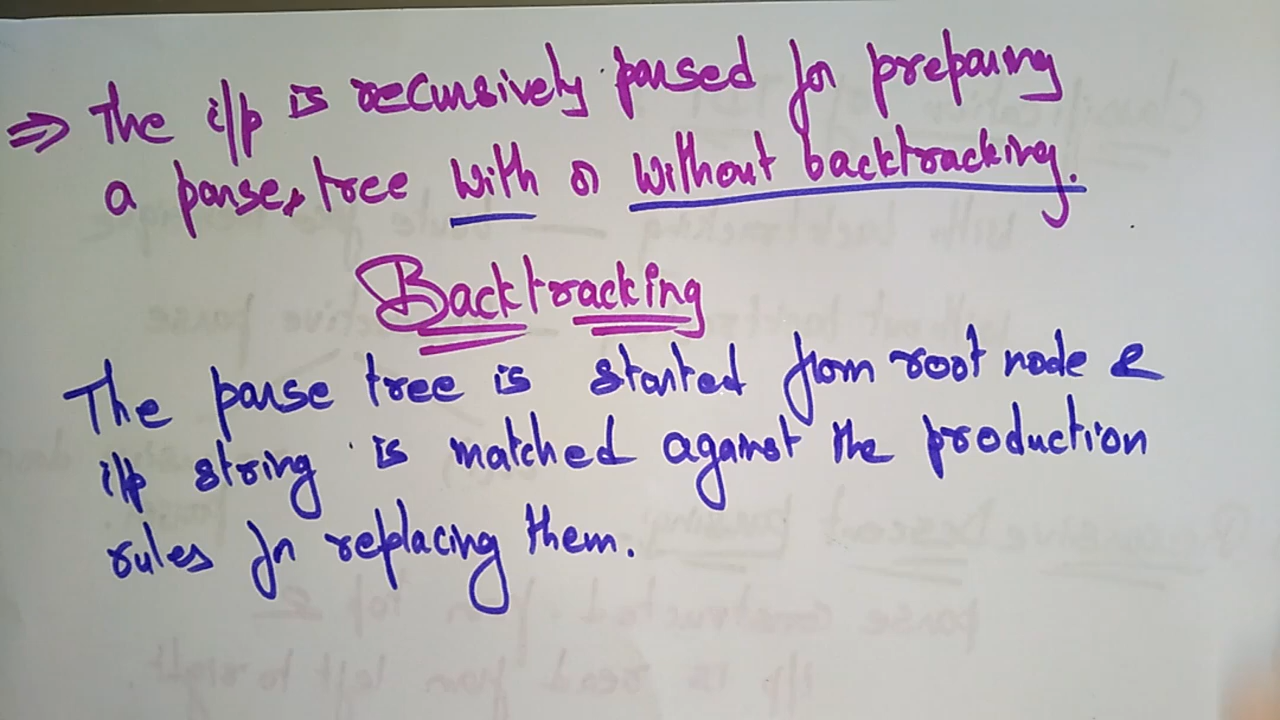 ⇒ The i/p is recursively parsed for preparing
a parse tree with or without backtracking.
Backtracking
The parse tree is started from root node &
i/p string is matched against the production
rules for replacing them.